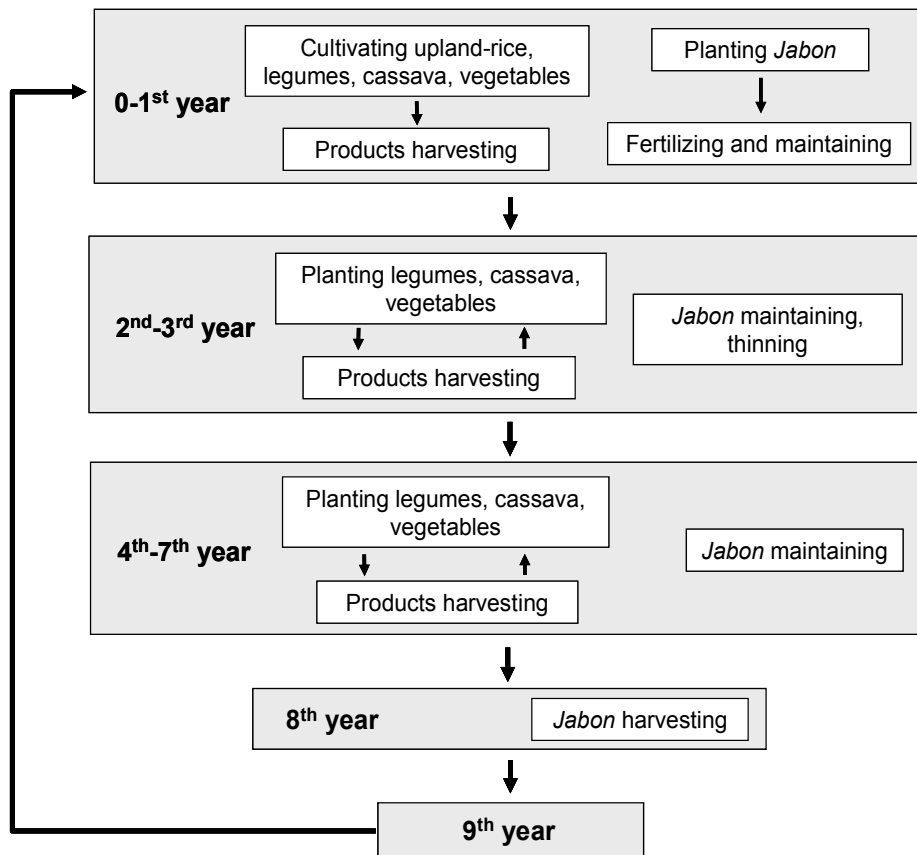 0-1st year
Cultivating upland-rice,
legumes, cassava, vegetables
Products harvesting
Planting Jabon
Fertilizing and maintaining
2nd-3rd year
Planting legumes, cassava,
vegetables
Products harvesting
Jabon maintaining,
thinning
4th-7th year
Planting legumes, cassava,
vegetables
Products harvesting
Jabon maintaining
8th year
Jabon harvesting
9th year